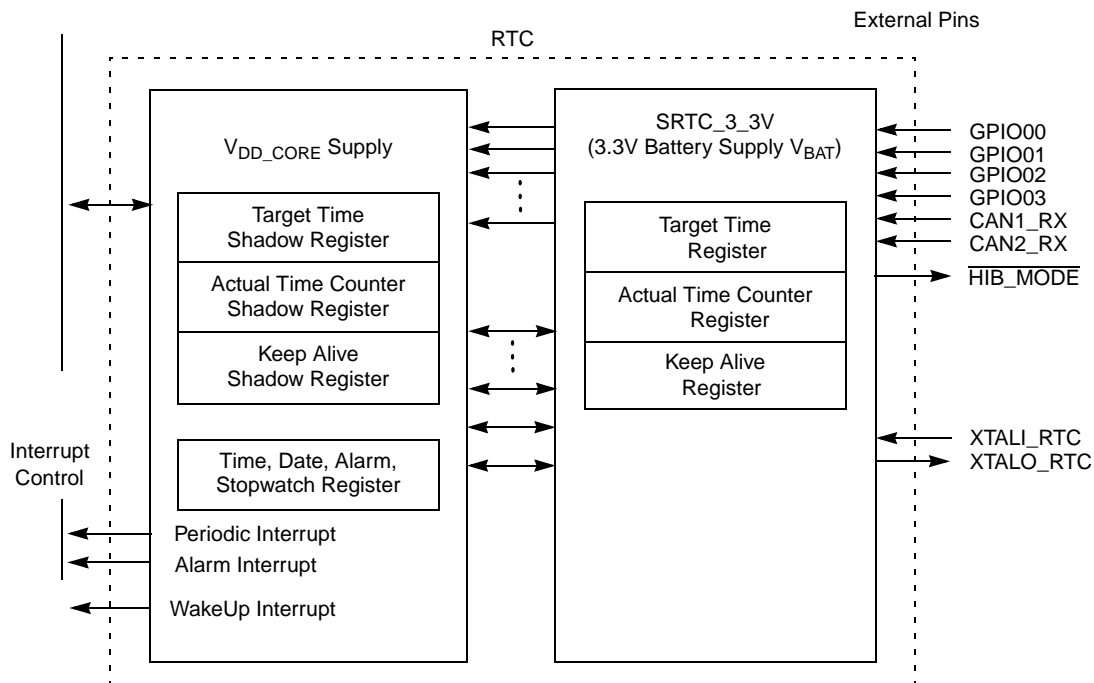 External Pins
RTC
V_DD_CORE Supply
Target Time
Shadow Register
Actual Time Counter
Shadow Register
Keep Alive
Shadow Register
Time, Date, Alarm,
Stopwatch Register
Interrupt
Control
Periodic Interrupt
Alarm Interrupt
WakeUp Interrupt
SRTC_3_3V
(3.3V Battery Supply V_BAT)
Target Time
Register
Actual Time Counter
Register
Keep Alive
Register
GPIO00
GPIO01
GPIO02
GPIO03
CAN1_RX
CAN2_RX
HIB_MODE
XTALI_RTC
XTALO_RTC